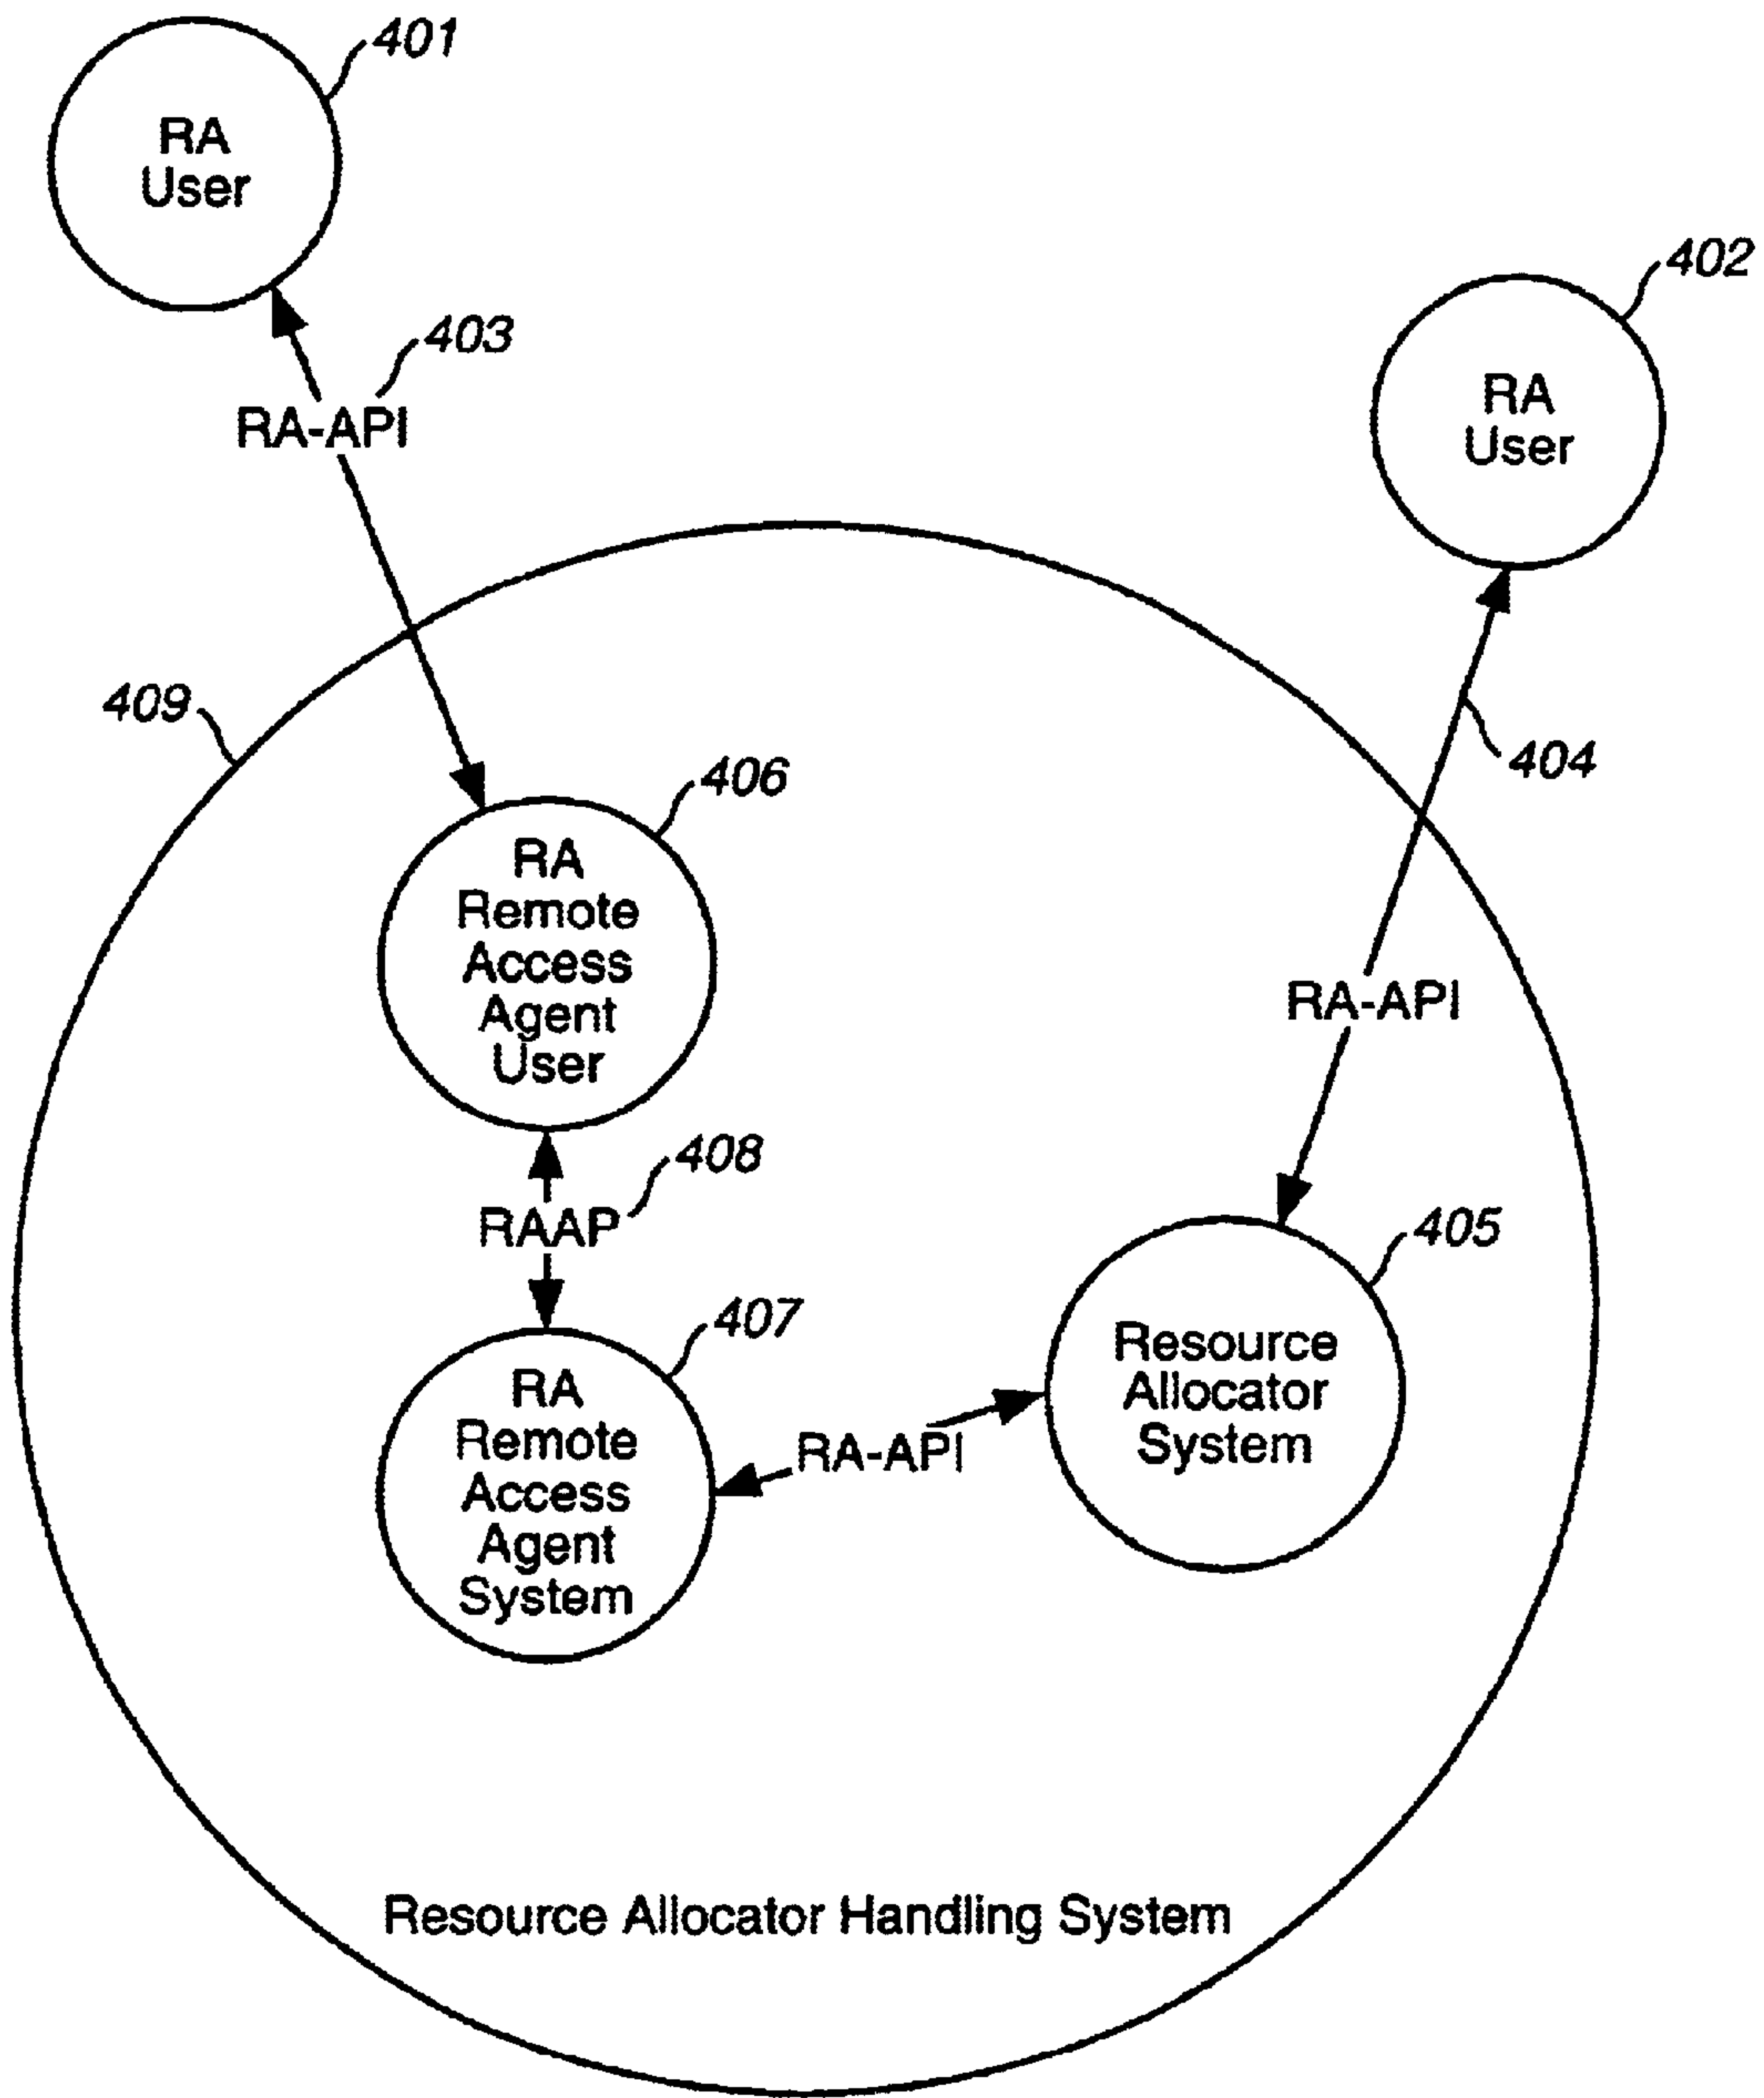 401
RA
User
402
403
RA-API
RA
User
409
404
406
RA
Remote
Access
Agent
User
RA-API
408
RAAP
405
407
Resource
Allocator
System
RA
Remote
Access
Agent
System
RA-API
Resource Allocator Handling System